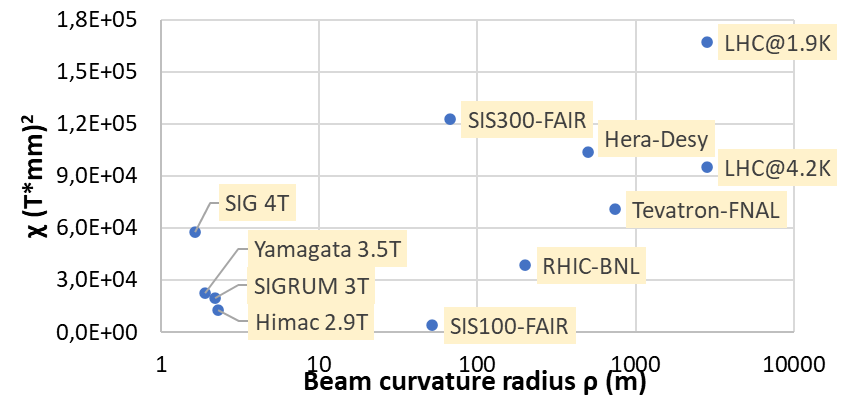 1,8E+05
LHC@1.9K
1,5E+05
1,2E+05
SIS300-FAIR
Hera-Desy
9,0E+04
LHC@4.2K
SIG 4T
Tevatron-FNAL
6,0E+04
Yamagata 3.5T
RHIC-BNL
3,0E+04
SIGRUM 3T
Himac 2.9T
SIS100-FAIR
0,0E+00
χ (T*mm)²
1 10 100 1000 10000
Beam curvature radius ρ (m)